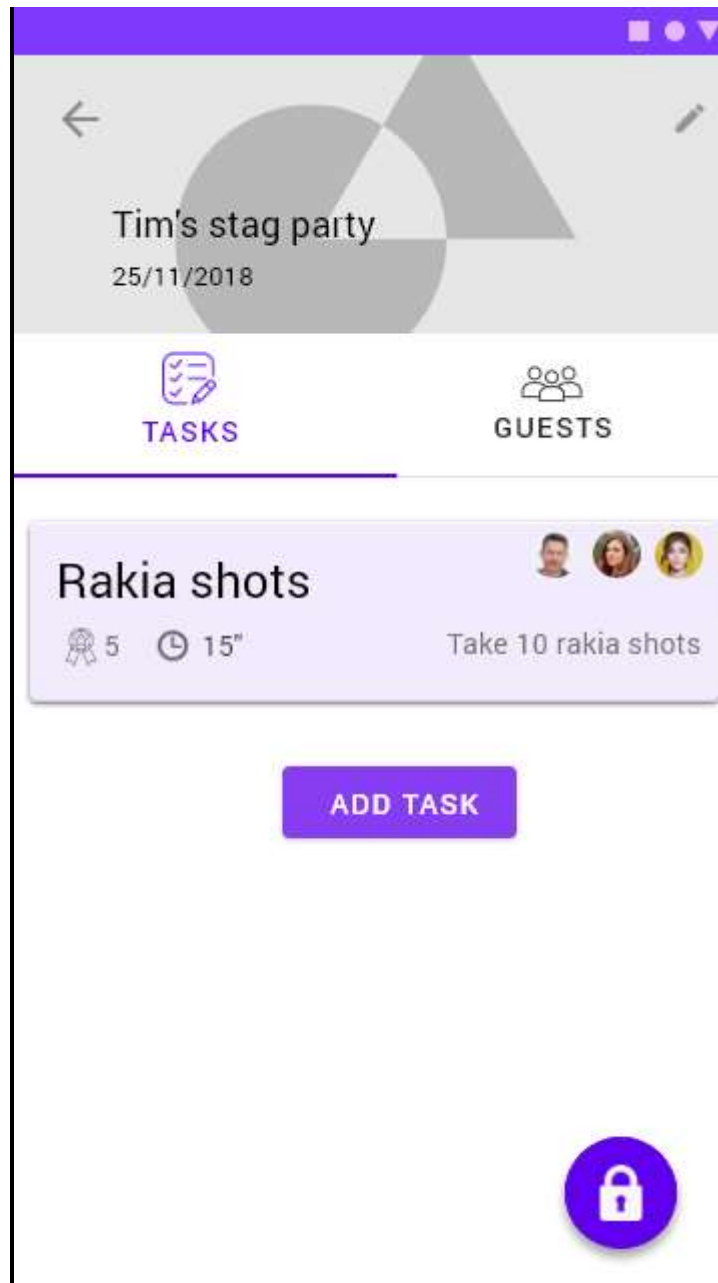 Tim's stag party
25/11/2018
TASKS
GUESTS
Rakia shots
5 15" Take 10 rakia shots
ADD TASK